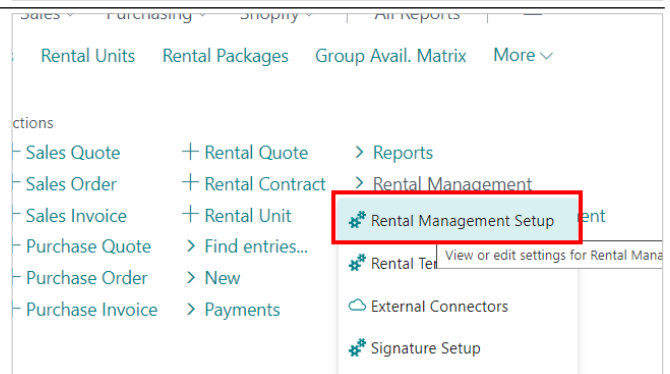 Sales Purchasing Shopify All Reports
Rental Units Rental Packages Group Avail. Matrix More
ctions
Sales Quote Rental Quote Reports
Sales Order Rental Contract Rental Management
Sales Invoice Rental Unit Rental Management Setup ent
Purchase Quote Find entries... Rental Ter View or edit settings for Rental Mana
Purchase Order New External Connectors
Purchase Invoice Payments Signature Setup